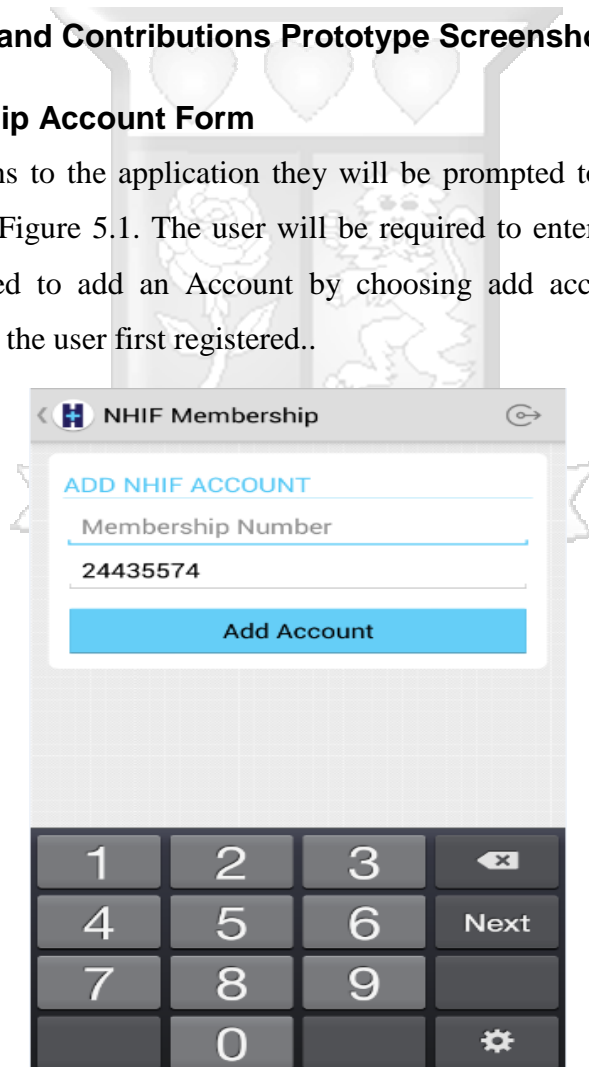 and Contributions Prototype Screensho
ip Account Form
ns to the application they will be prompted to
Figure 5.1. The user will be required to enter
ed to add an Account by choosing add acc
the user first registered..
NHIF Membership
ADD NHIF ACCOUNT
Membership Number
24435574
Add Account
1 2 3
4 5 6 Next
7 8 9
0